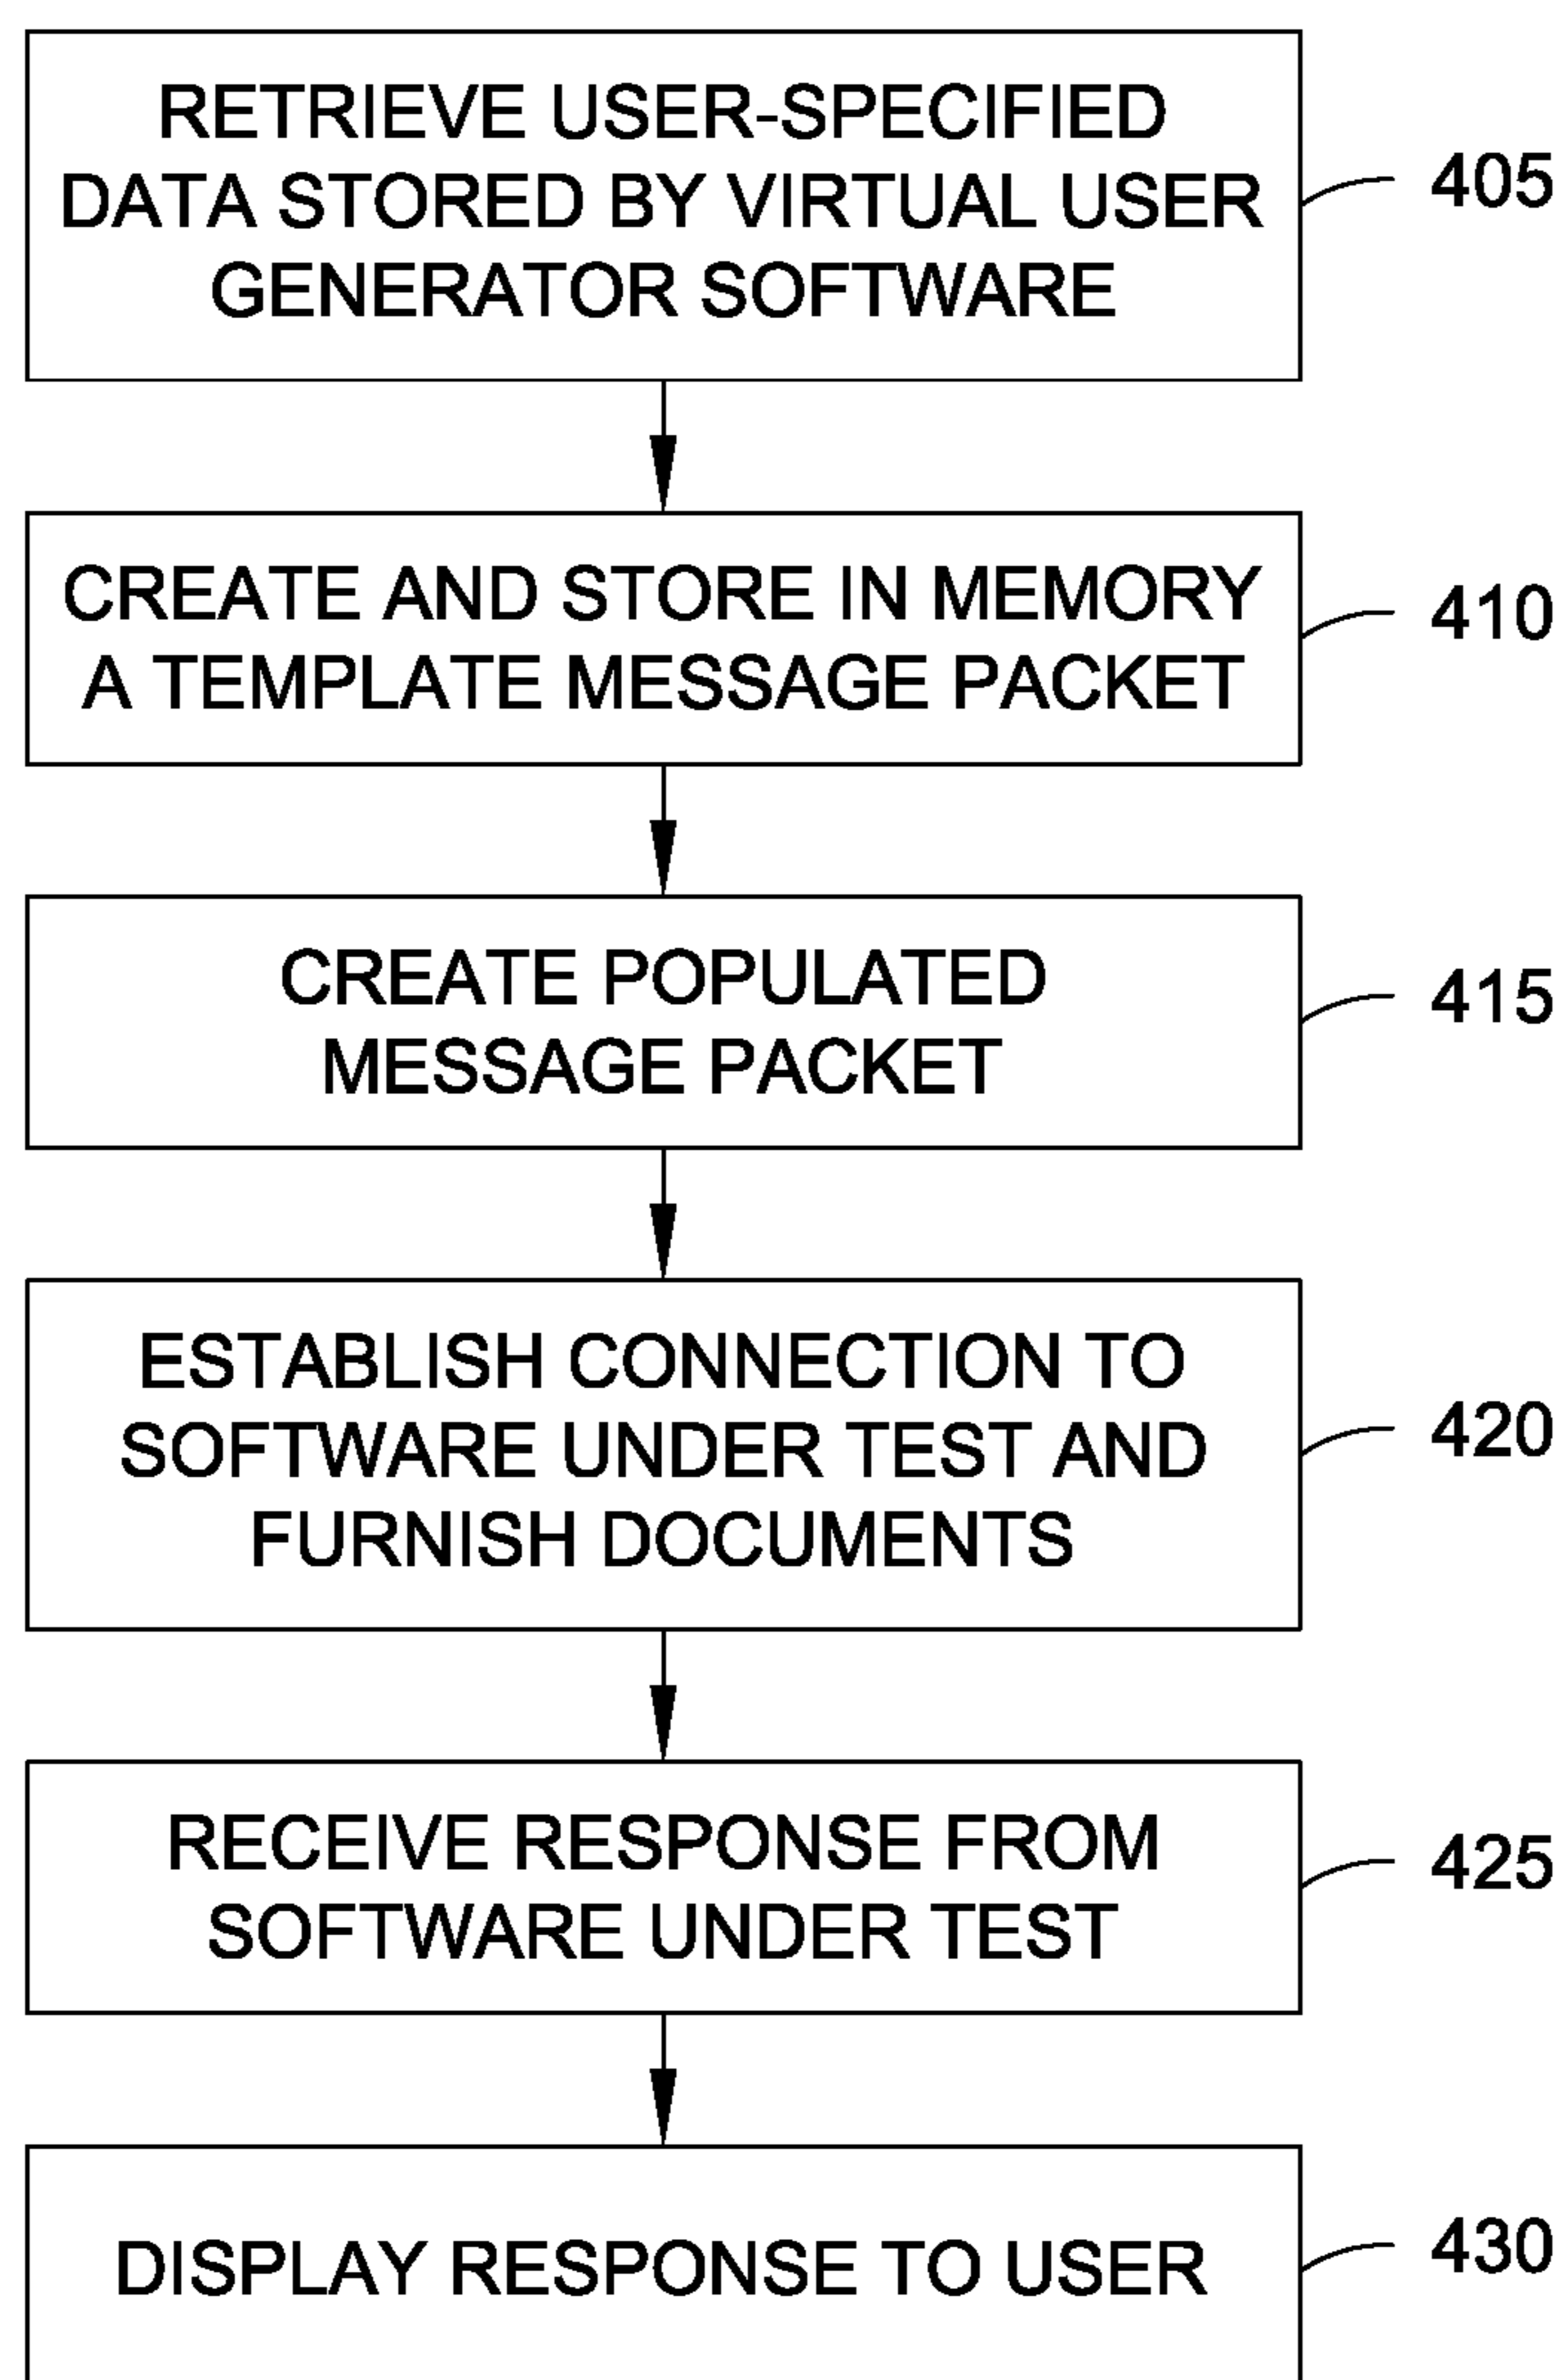 RETRIEVE USER-SPECIFIED
DATA STORED BY VIRTUAL USER
GENERATOR SOFTWARE
405
CREATE AND STORE IN MEMORY
A TEMPLATE MESSAGE PACKET
410
CREATE POPULATED
MESSAGE PACKET
415
ESTABLISH CONNECTION TO
SOFTWARE UNDER TEST AND
FURNISH DOCUMENTS
420
RECEIVE RESPONSE FROM
SOFTWARE UNDER TEST
425
DISPLAY RESPONSE TO USER
430